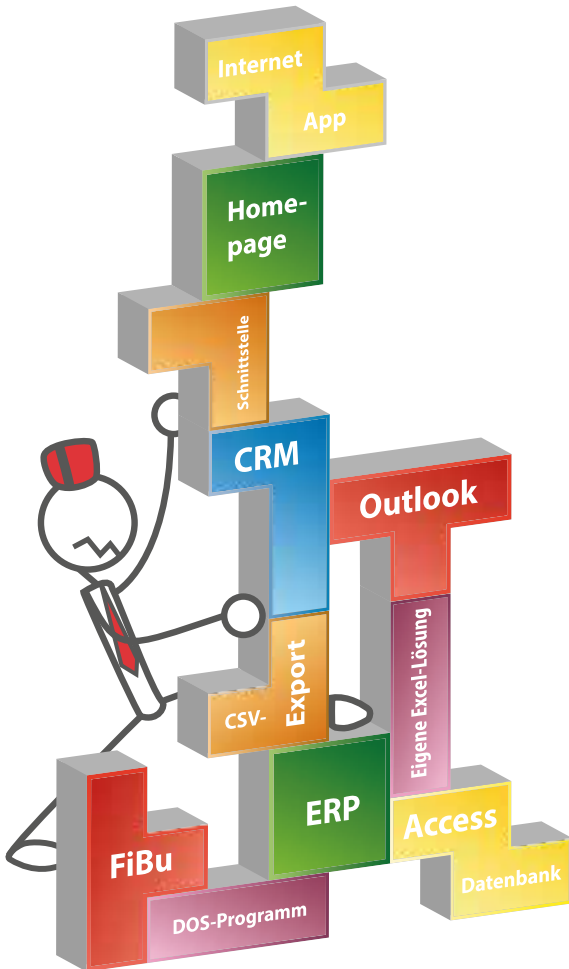 Internet
App
Home-
page
Schnittstelle
CRM
Outlook
Eigene Excel-Lösung
CSV-
Export
ERP
Access
Datenbank
FiBu
DOS-Programm